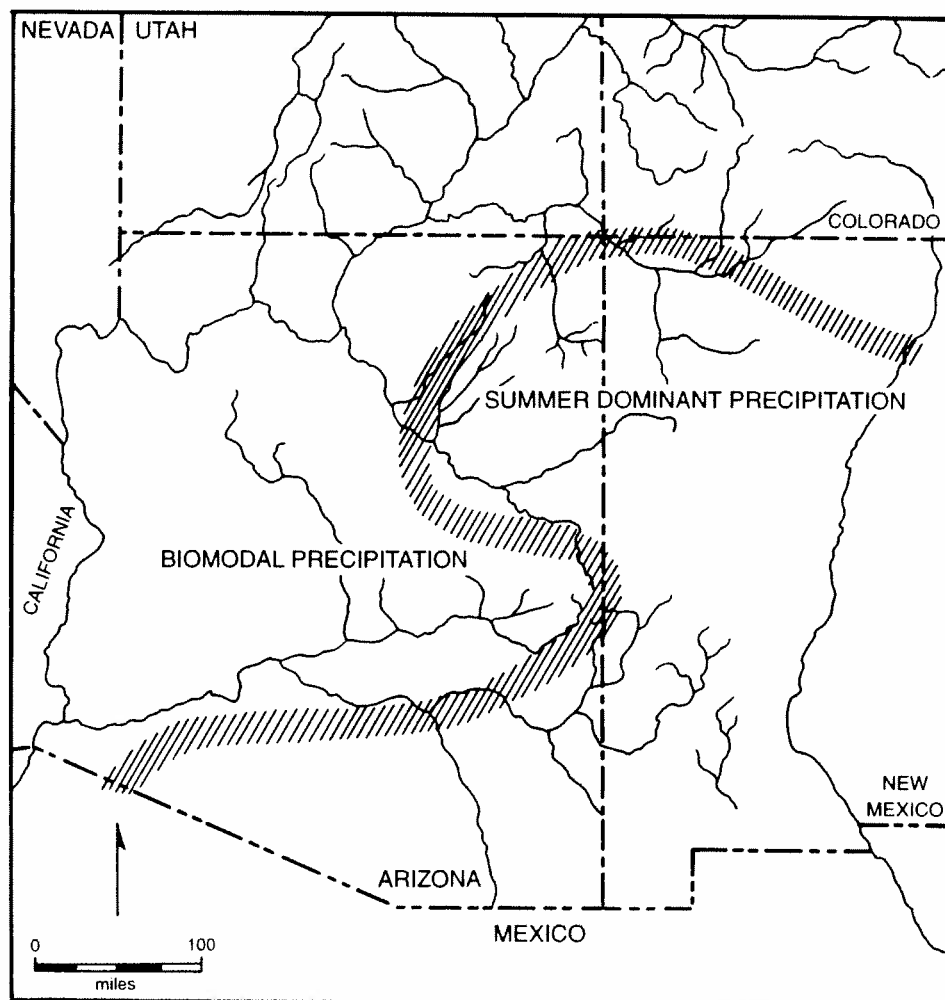 NEVADA UTAH
COLORADO
SUMMER DOMINANT PRECIPITATION
CALIFORNIA
BIOMODAL PRECIPITATION
NEW
MEXICO
ARIZONA
MEXICO
0 100
miles